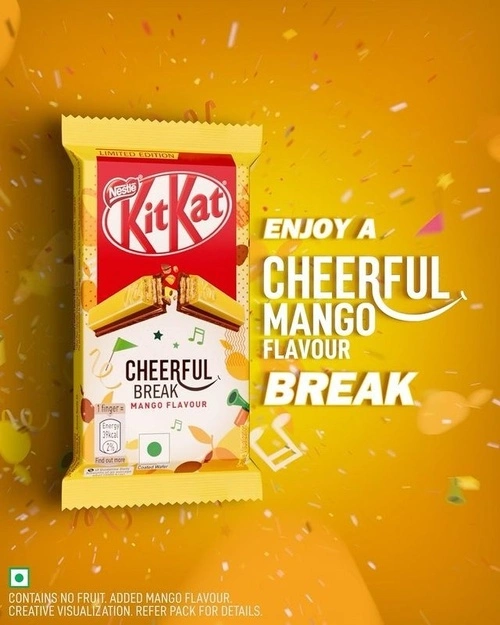 LIMITED EDITION
Nestlé
KitKat
CHEERFUL
BREAK
MANGO FLAVOUR
1 finger =
Energy
29kcal
2%
Find out more
Coated Wafer
ENJOY A
CHEERFUL
MANGO
FLAVOUR
BREAK
CONTAINS NO FRUIT. ADDED MANGO FLAVOUR.
CREATIVE VISUALIZATION. REFER PACK FOR DETAILS.